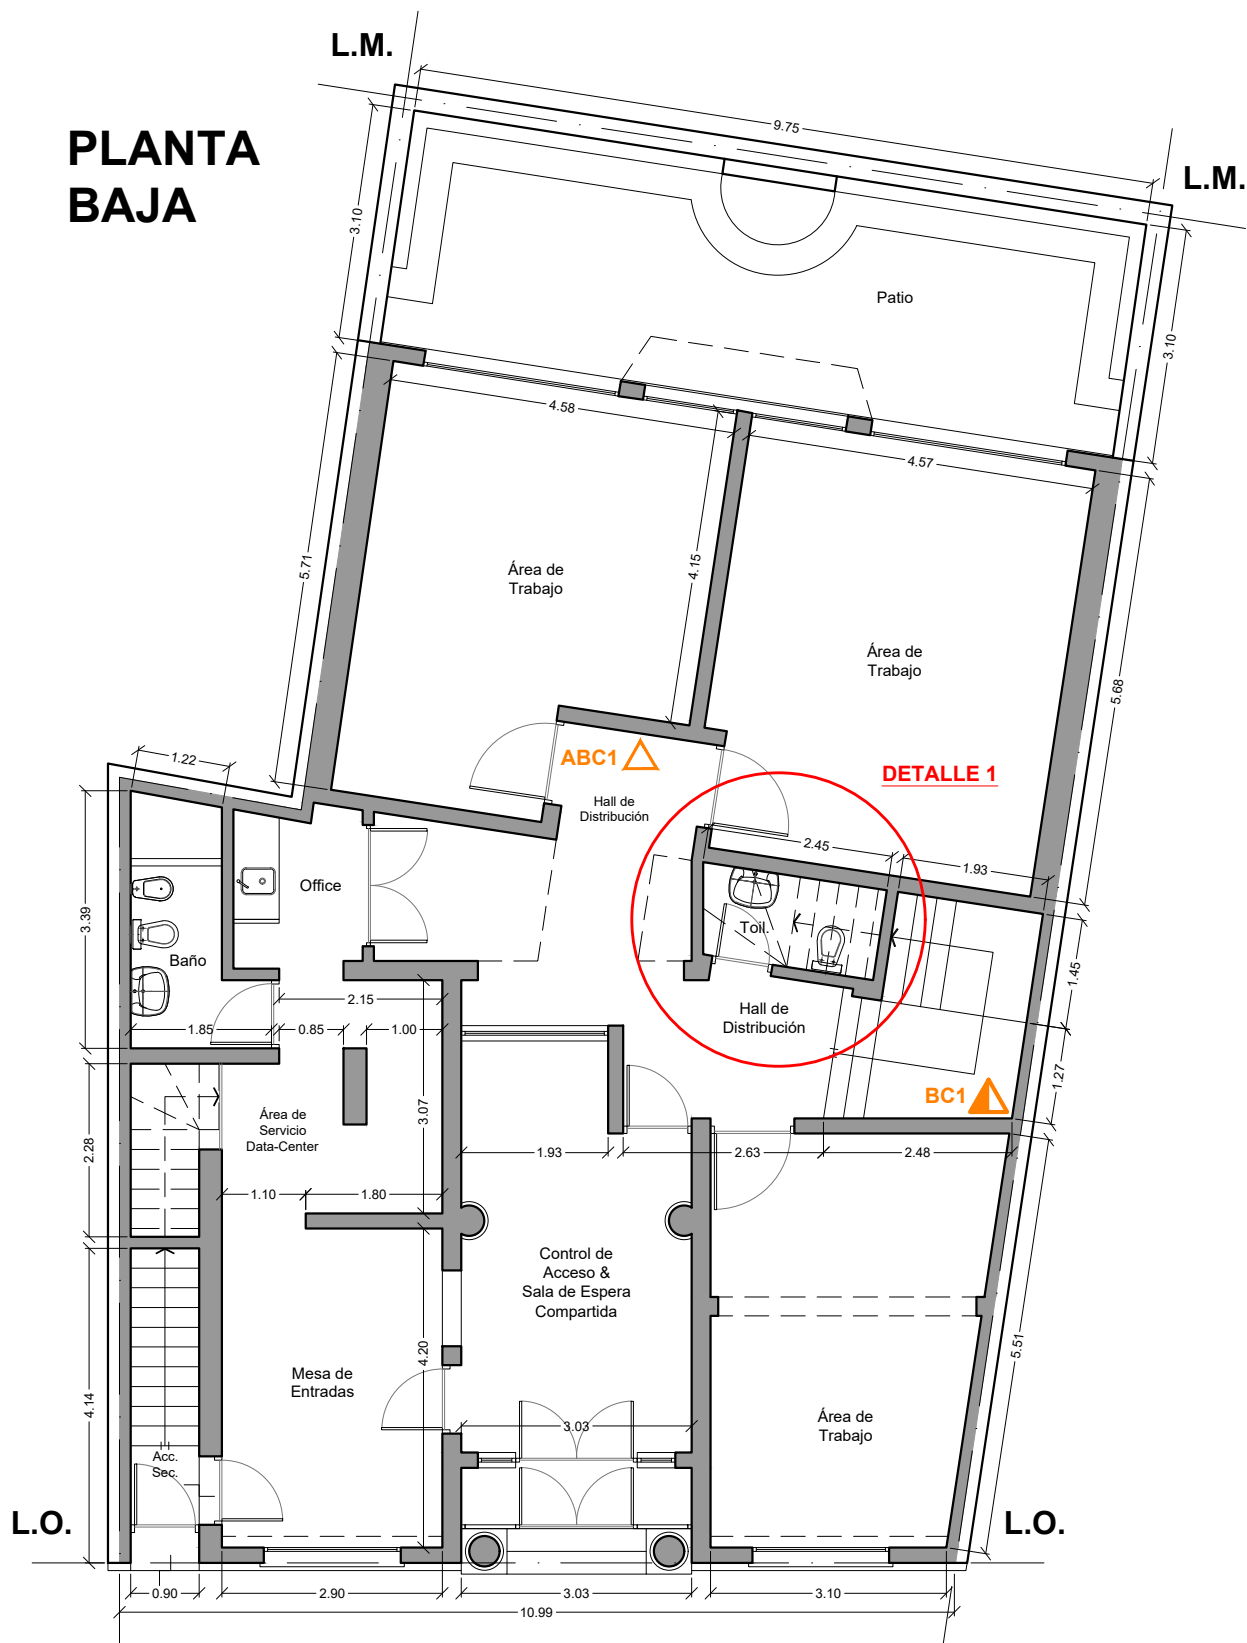 L.M.
PLANTA
BAJA
9.75
L.M.
3.10
Patio
3.10
4.58
4.57
5.71
Área de
Trabajo
4.15
Área de
Trabajo
5.68
1.22
ABC1
DETALLE 1
Hall de
Distribución
2.45
1.93
Office
3.39
Toil.
Baño
1.45
2.15
Hall de
Distribución
1.85
0.85
1.00
1.27
BC1
Área de
Servicio
Data-Center
3.07
2.28
1.93
2.63
2.48
1.10
1.80
Control de
Acceso &
Sala de Espera
Compartida
4.20
5.51
Mesa de
Entradas
4.14
3.03
Área de
Trabajo
Acc.
Sec.
L.O.
L.O.
0.90
2.90
3.03
3.10
10.99